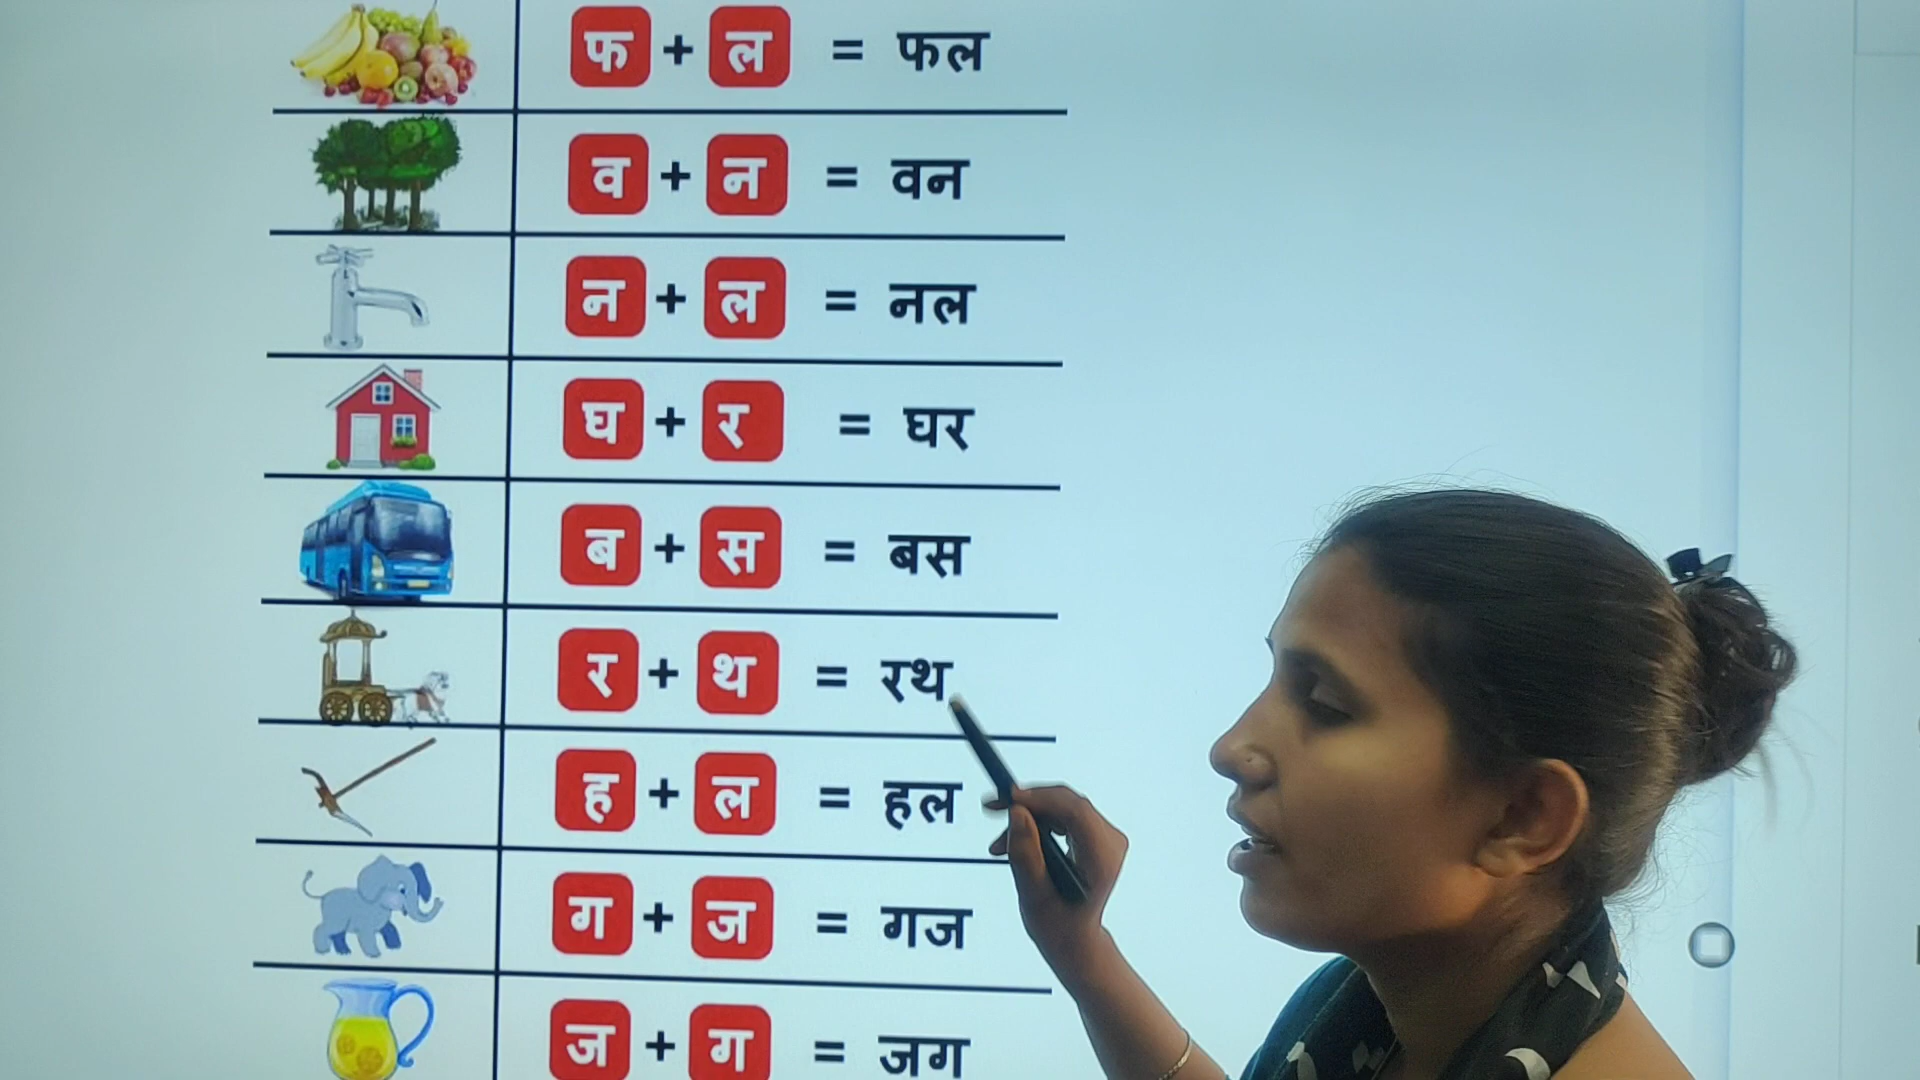 फ + ल = फल
व + न = वन
न + ल = नल
घ + र = घर
ब + स = बस
र + थ = रथ
ह + ल = हल
ग + ज = गज
ज + ग = जग